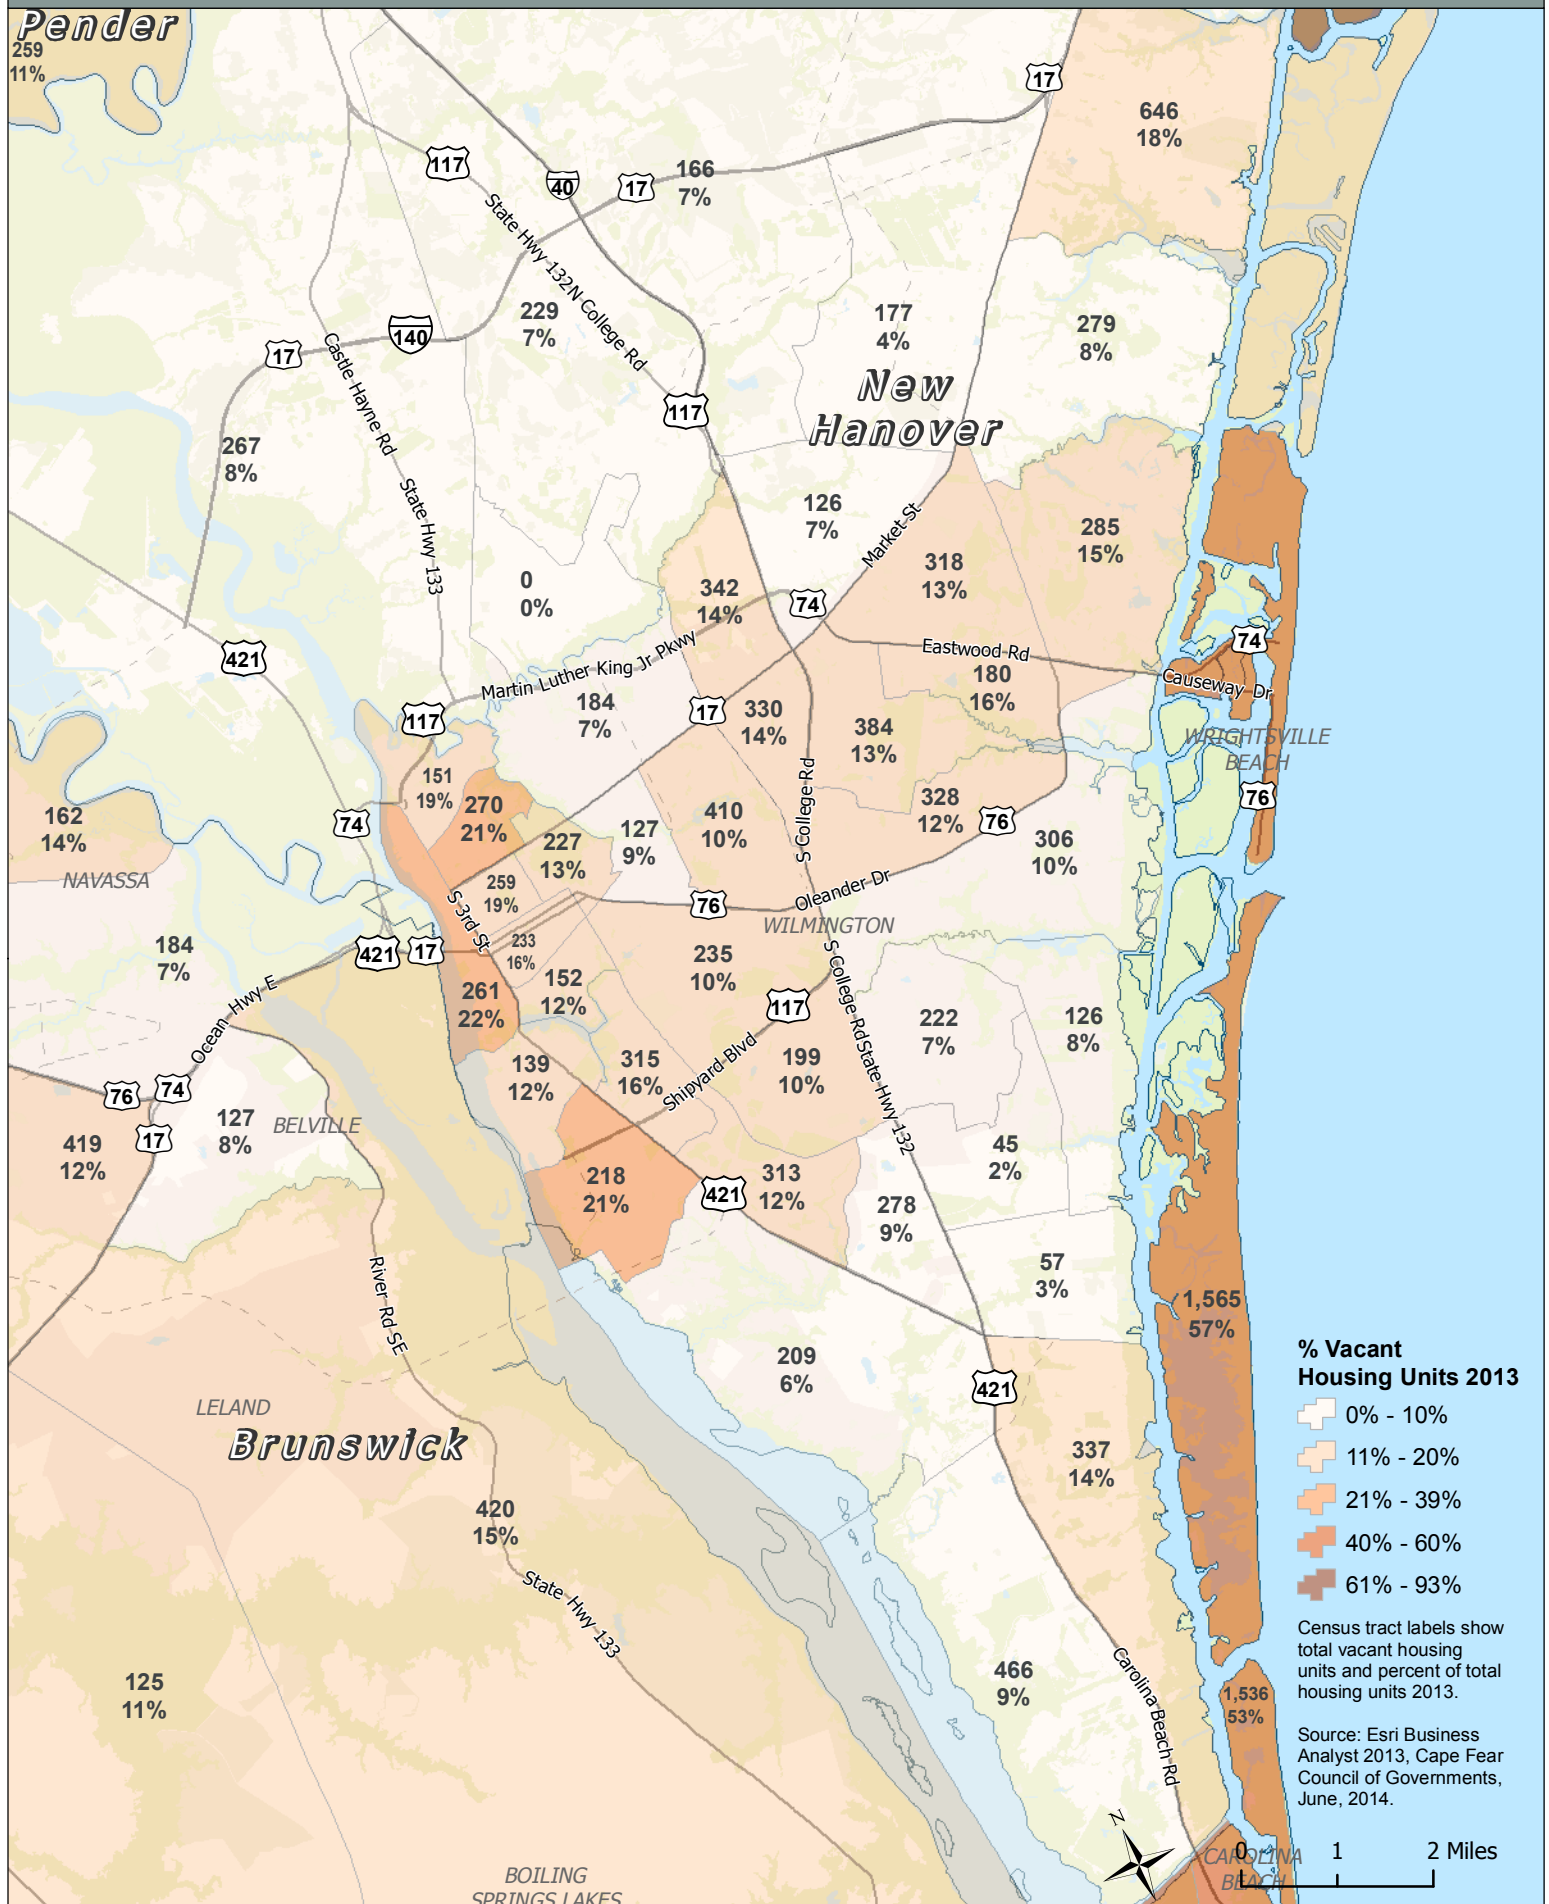 Pender
259
11%
17
646
18%
117
40
17
166
7%
State Hwy 132
N College Rd
229
7%
177
4%
279
8%
140
17
Castle Hayne Rd
117
New
Hanover
267
8%
State Hwy 133
126
7%
Market St
285
15%
318
13%
0
0%
342
14%
74
74
421
Eastwood Rd
Martin Luther King Jr Pkwy
180
16%
Causeway Dr
184
7%
17
330
14%
117
384
13%
WRIGHTSVILLE
BEACH
151
19%
270
21%
S College Rd
328
12%
76
76
162
14%
74
227
13%
127
9%
410
10%
306
10%
NAVASSA
259
19%
S 3rd St
76
Oleander Dr
WILMINGTON
184
7%
421
17
233
16%
152
12%
235
10%
S College Rd
Ocean Hwy E
261
22%
117
222
7%
126
8%
139
12%
315
16%
Shipyard Blvd
199
10%
State Hwy 132
76
74
17
127
8%
BELVILLE
419
12%
45
2%
218
21%
421
313
12%
278
9%
River Rd SE
57
3%
1,565
57%
209
6%
421
LELAND
Brunswick
337
14%
420
15%
State Hwy 133
125
11%
466
9%
Carolina Beach Rd
1,536
53%
% Vacant
Housing Units 2013
0% - 10%
11% - 20%
21% - 39%
40% - 60%
61% - 93%
Census tract labels show
total vacant housing
units and percent of total
housing units 2013.
Source: Esri Business
Analyst 2013, Cape Fear
Council of Governments,
June, 2014.
N
0 1 2 Miles
CAROLINA
BEACH
BOILING
SPRINGS LAKES